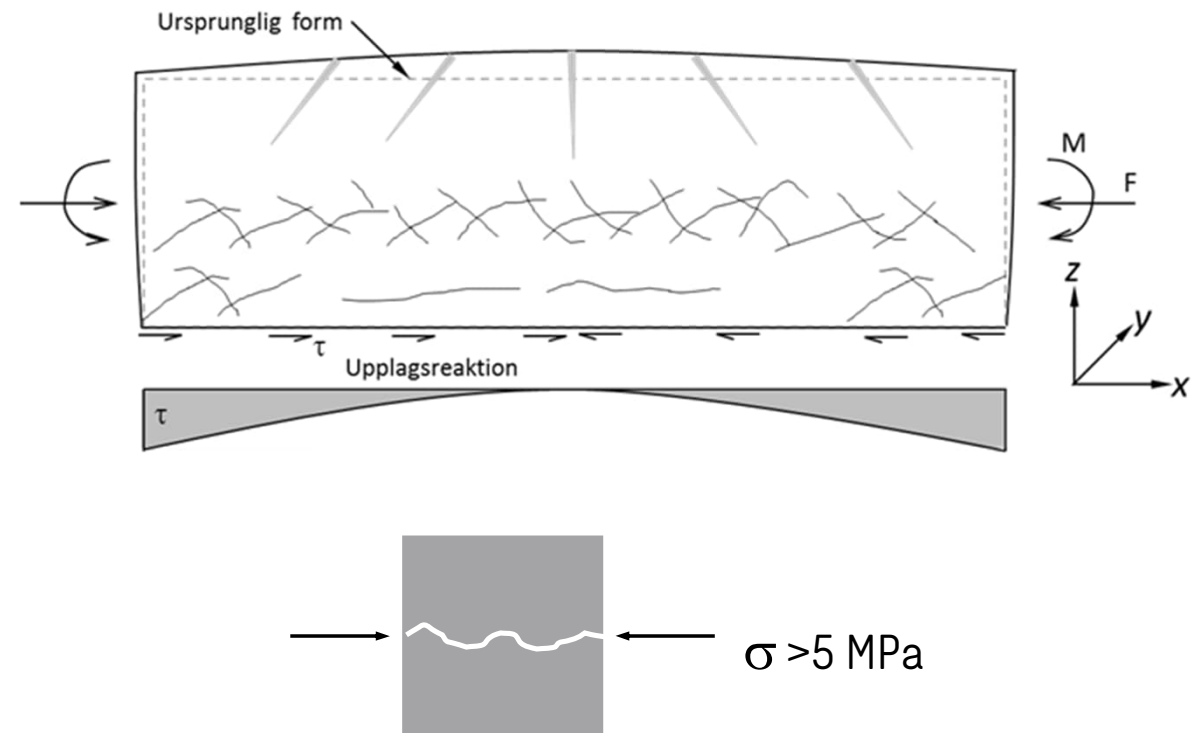 Ursprunglig form
M
F
z
y
x
τ
Upplagsreaktion
τ
σ >5 MPa